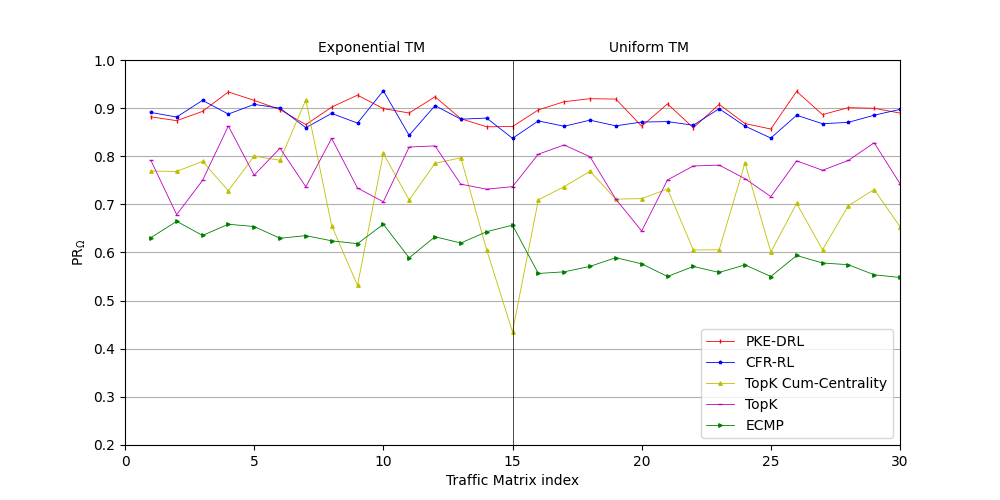 Exponential TM
Uniform TM
1.0
0.9
0.8
0.7
0.6
0.5
0.4
0.3
0.2
PR_Ω
PKE-DRL
CFR-RL
TopK Cum-Centrality
TopK
ECMP
0 5 10 15 20 25 30
Traffic Matrix index